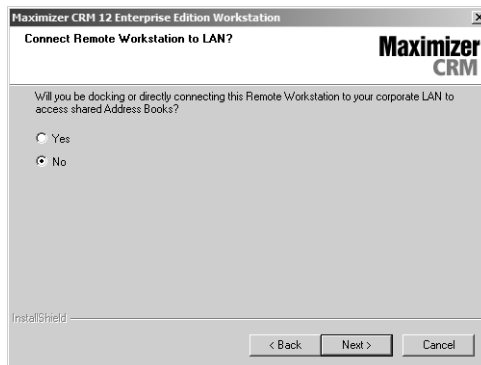 Maximizer CRM 12 Enterprise Edition Workstation
Connect Remote Workstation to LAN?
Maximizer
CRM
Will you be docking or directly connecting this Remote Workstation to your corporate LAN to
access shared Address Books?
Yes
No
InstallShield
< Back
Next >
Cancel